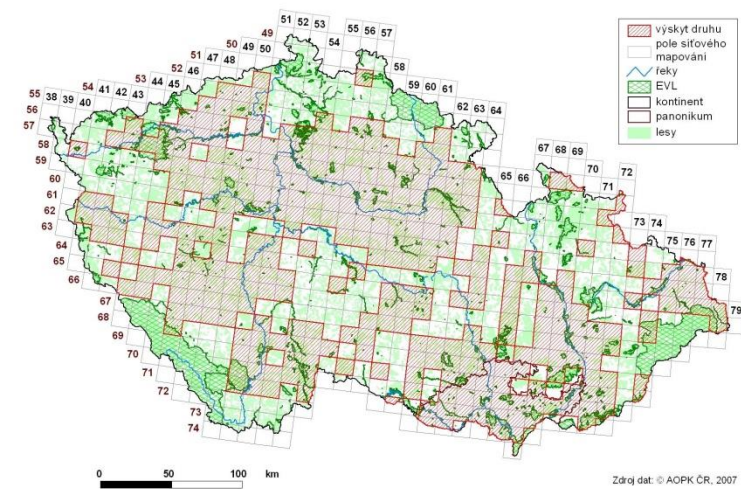 49 51 52 53
50 54 55 56 57
51 49 50
52 48 58
53 47 59 60 61
54 44 45 46 62 63 64
55 41 42 43
56 38 39 40
57
58
59
60 65 66 67 68 69 70 72
61 71
62
63 73 74
64 75 76 77
65 78
66 79
67
68
69
70
71
72
73
74
výskyt druhu
pole síťového
mapování
řeky
EVL
kontinent
panonikum
lesy
0 50 100 km
Zdroj dat: © AOPK ČR, 2007